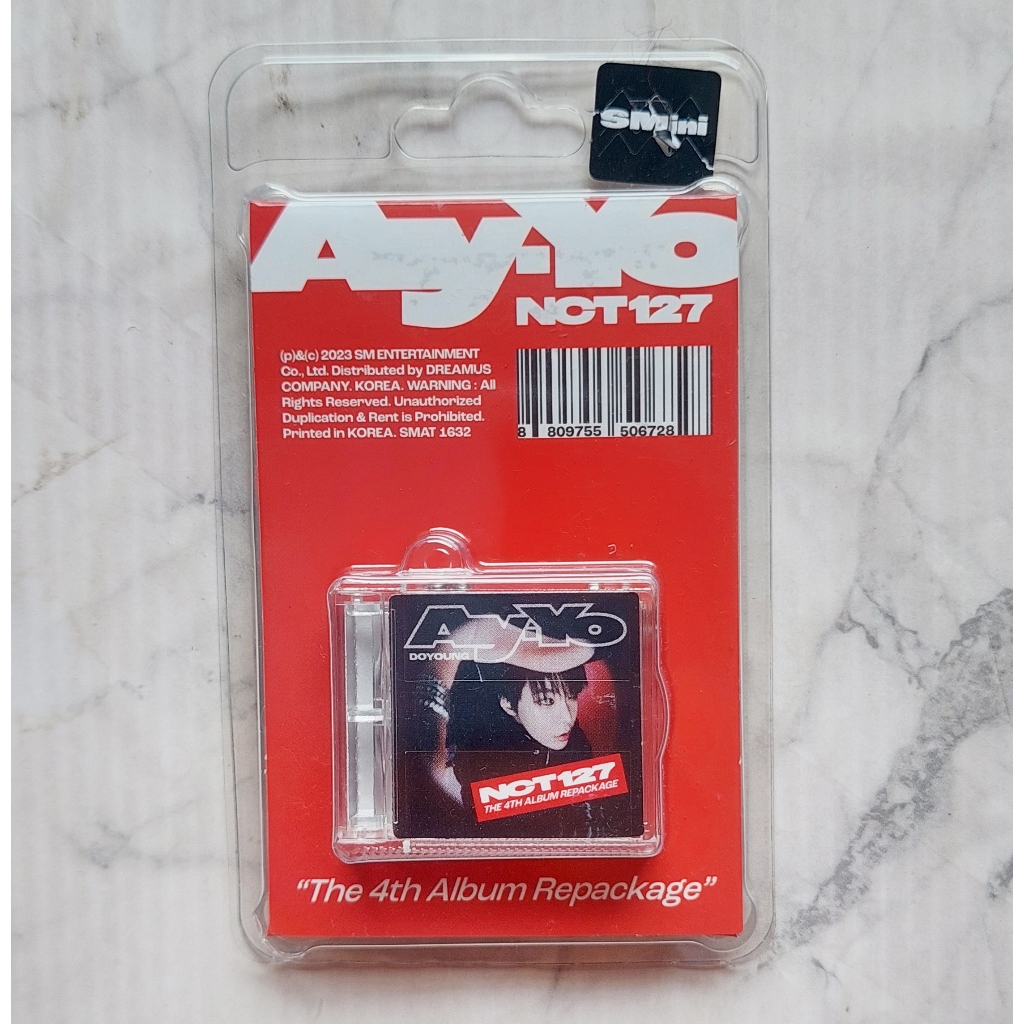 SMini
Ay-Yo
NCT 127
(p)&(c) 2023 SM ENTERTAINMENT
Co., Ltd. Distributed by DREAMUS
COMPANY. KOREA. WARNING : All
Rights Reserved. Unauthorized
Duplication & Rent is Prohibited.
Printed in KOREA. SMAT 1632
8 809755 506728
Ay-Yo
DOYOUNG
NCT 127
THE 4TH ALBUM REPACKAGE
“The 4th Album Repackage”